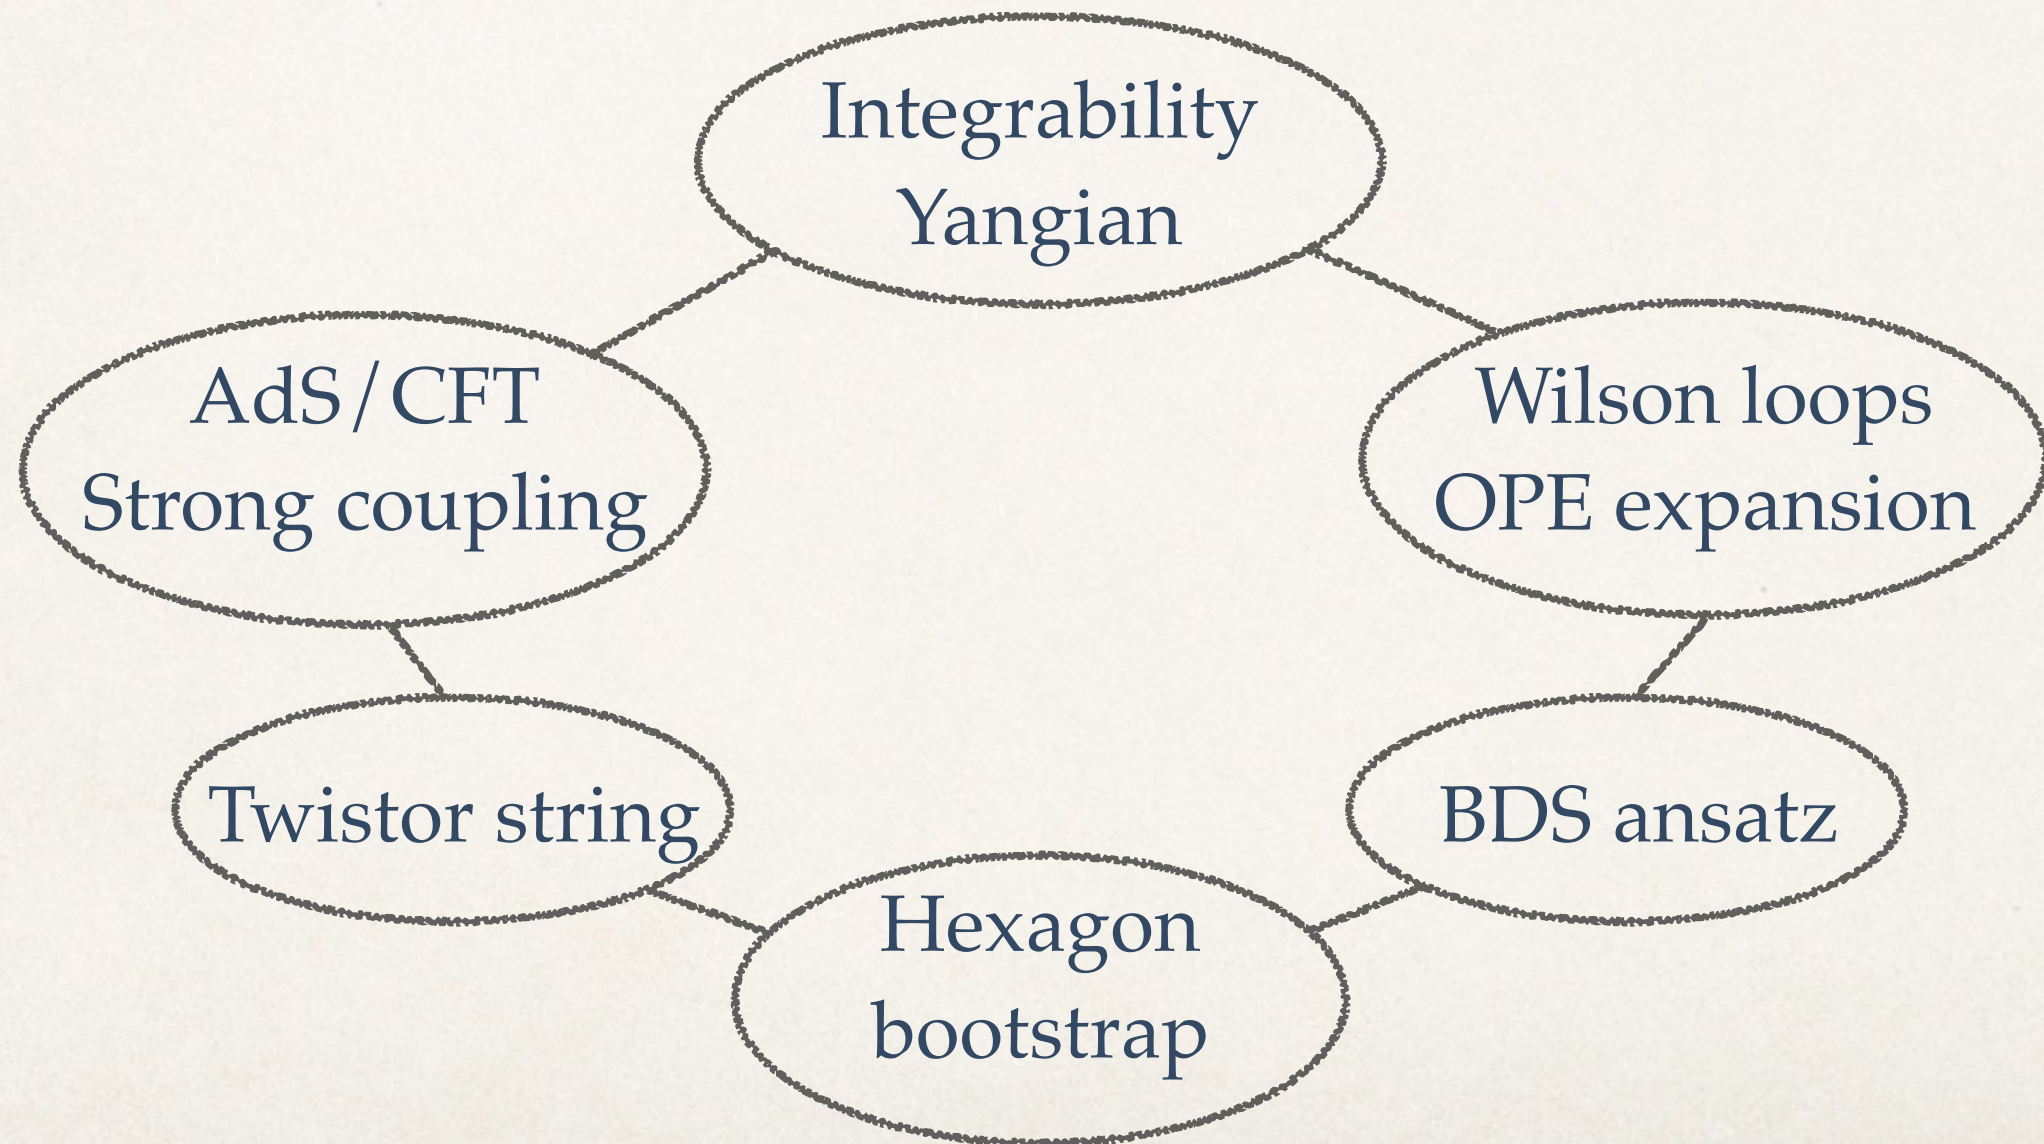 Integrability
Yangian
AdS/CFT
Strong coupling
Wilson loops
OPE expansion
Twistor string
BDS ansatz
Hexagon
bootstrap